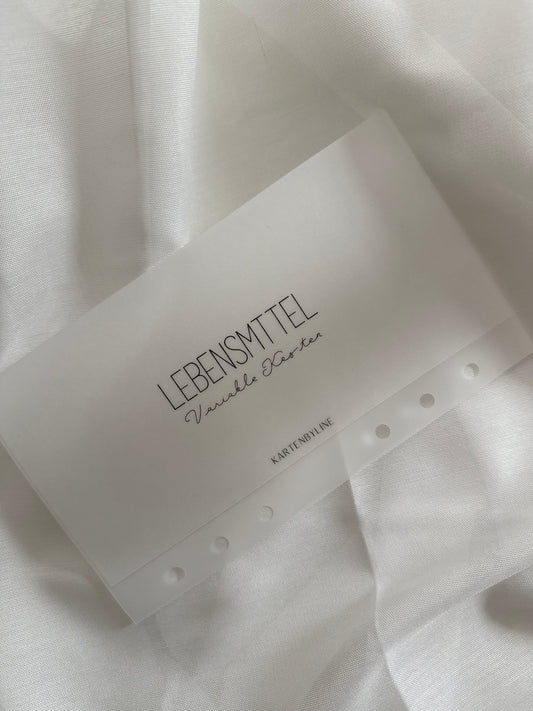 LEBENSMTTEL
Variable Kosten
KARTENBYLINE